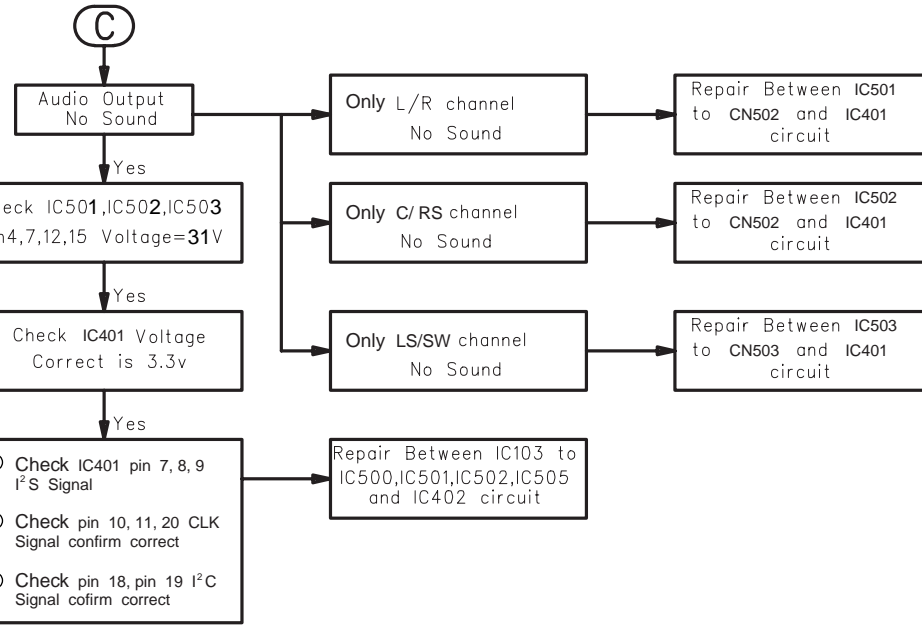 C
Audio Output
No Sound
Yes
eck IC501,IC502,IC503
4,7,12,15 Voltage=31V
Yes
Check IC401 Voltage
Correct is 3.3v
Yes
Check IC401 pin 7, 8, 9
I²S Signal
Check pin 10, 11, 20 CLK
Signal confirm correct
Check pin 18, pin 19 I²C
Signal cofirm correct
Only L/R channel
No Sound
Only C/ RS channel
No Sound
Only LS/SW channel
No Sound
Repair Between IC103 to
IC500,IC501,IC502,IC505
and IC402 circuit
Repair Between IC501
to CN502 and IC401
circuit
Repair Between IC502
to CN502 and IC401
circuit
Repair Between IC503
to CN503 and IC401
circuit